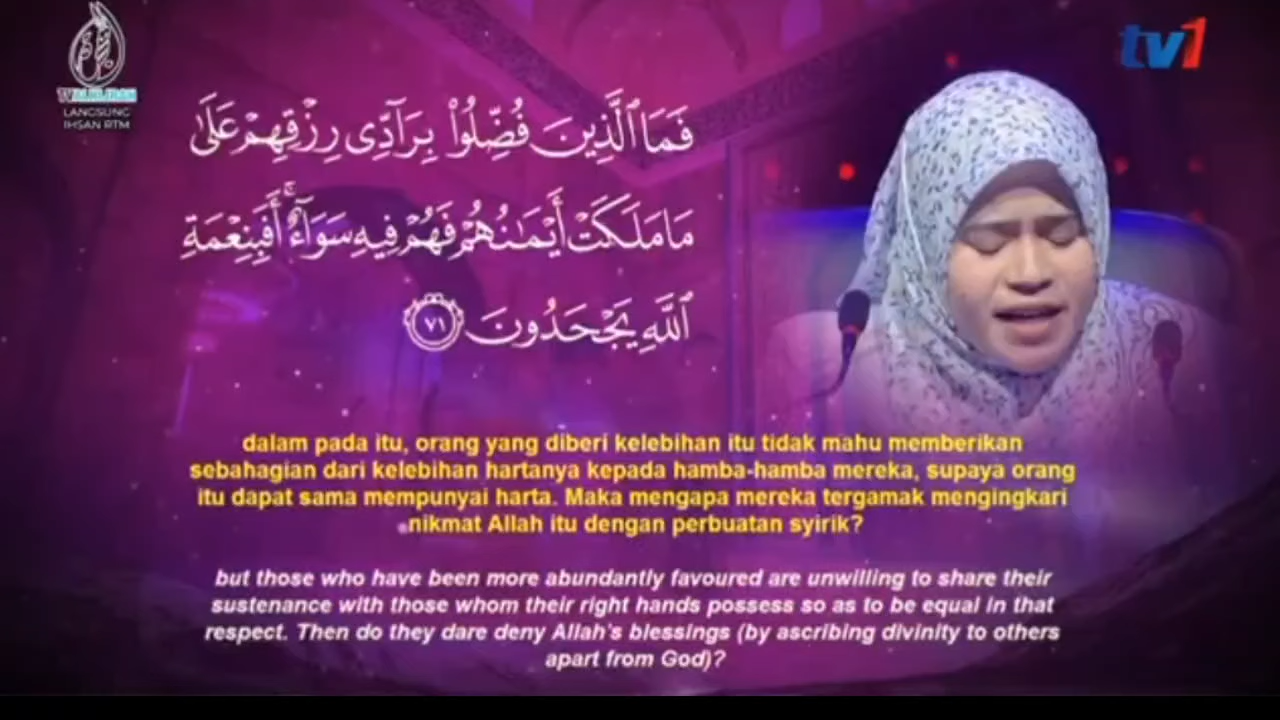 TV ALHIJRAH
LANGSUNG
IHSAN RTM
tv1
فَمَا ٱلَّذِينَ فُضِّلُوا۟ بِرَآدِّى رِزْقِهِمْ عَلَىٰ
مَا مَلَكَتْ أَيْمَـٰنُهُمْ فَهُمْ فِيهِ سَوَآءٌ ۚ أَفَبِنِعْمَةِ
ٱللَّهِ يَجْحَدُونَ ٧١
dalam pada itu, orang yang diberi kelebihan itu tidak mahu memberikan
sebahagian dari kelebihan hartanya kepada hamba-hamba mereka, supaya orang
itu dapat sama mempunyai harta. Maka mengapa mereka tergamak mengingkari
nikmat Allah itu dengan perbuatan syirik?
but those who have been more abundantly favoured are unwilling to share their
sustenance with those whom their right hands possess so as to be equal in that
respect. Then do they dare deny Allah's blessings (by ascribing divinity to others
apart from God)?